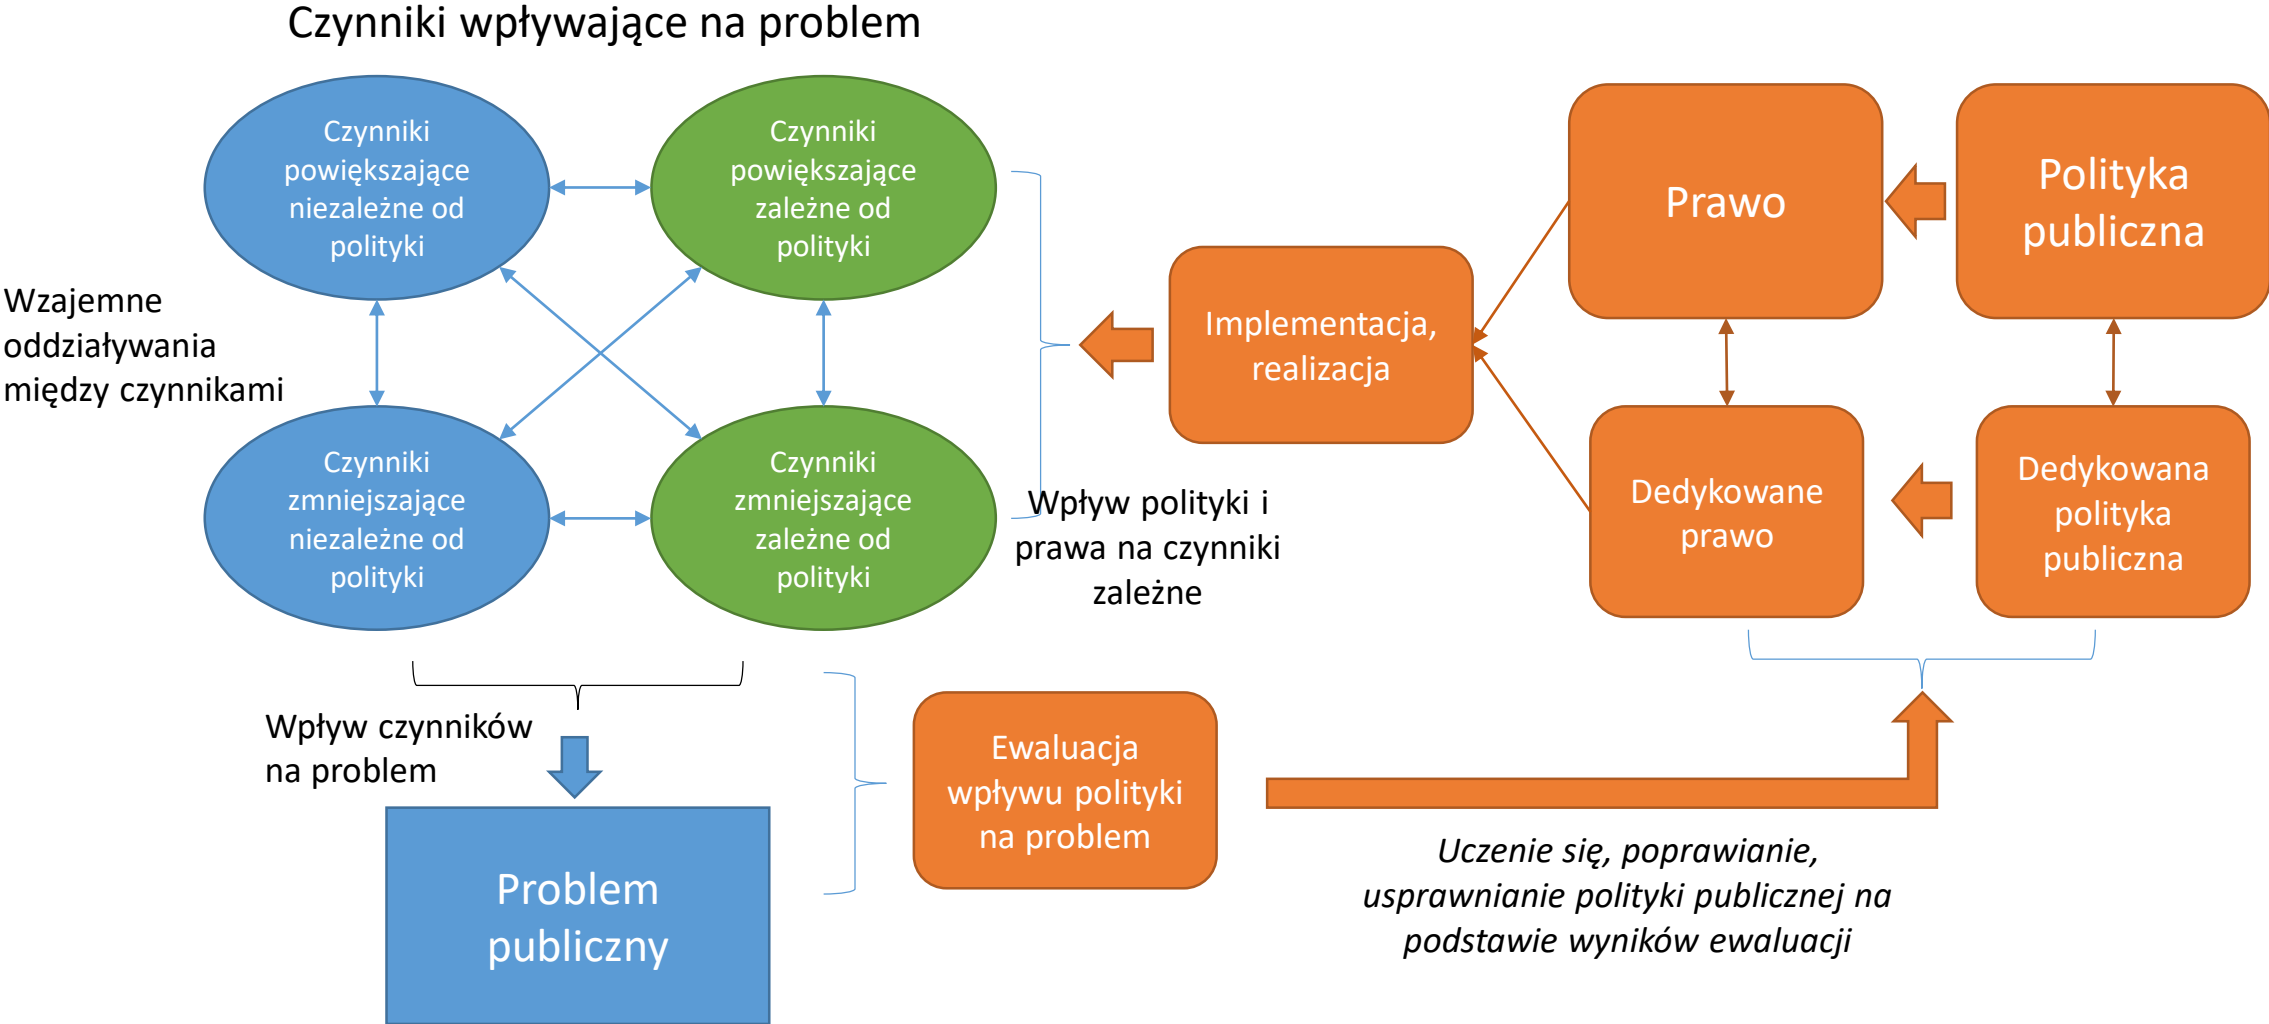 Czynniki wpływające na problem
Czynniki
powiększające
niezależne od
polityki
Czynniki
powiększające
zależne od
polityki
Prawo
Polityka
publiczna
Wzajemne
oddziaływania
między czynnikami
Implementacja,
realizacja
Czynniki
zmniejszające
niezależne od
polityki
Czynniki
zmniejszające
zależne od
polityki
Wpływ polityki i
prawa na czynniki
zależne
Dedykowane
prawo
Dedykowana
polityka
publiczna
Wpływ czynników
na problem
Ewaluacja
wpływu polityki
na problem
Problem
publiczny
Uczenie się, poprawianie,
usprawnianie polityki publicznej na
podstawie wyników ewaluacji